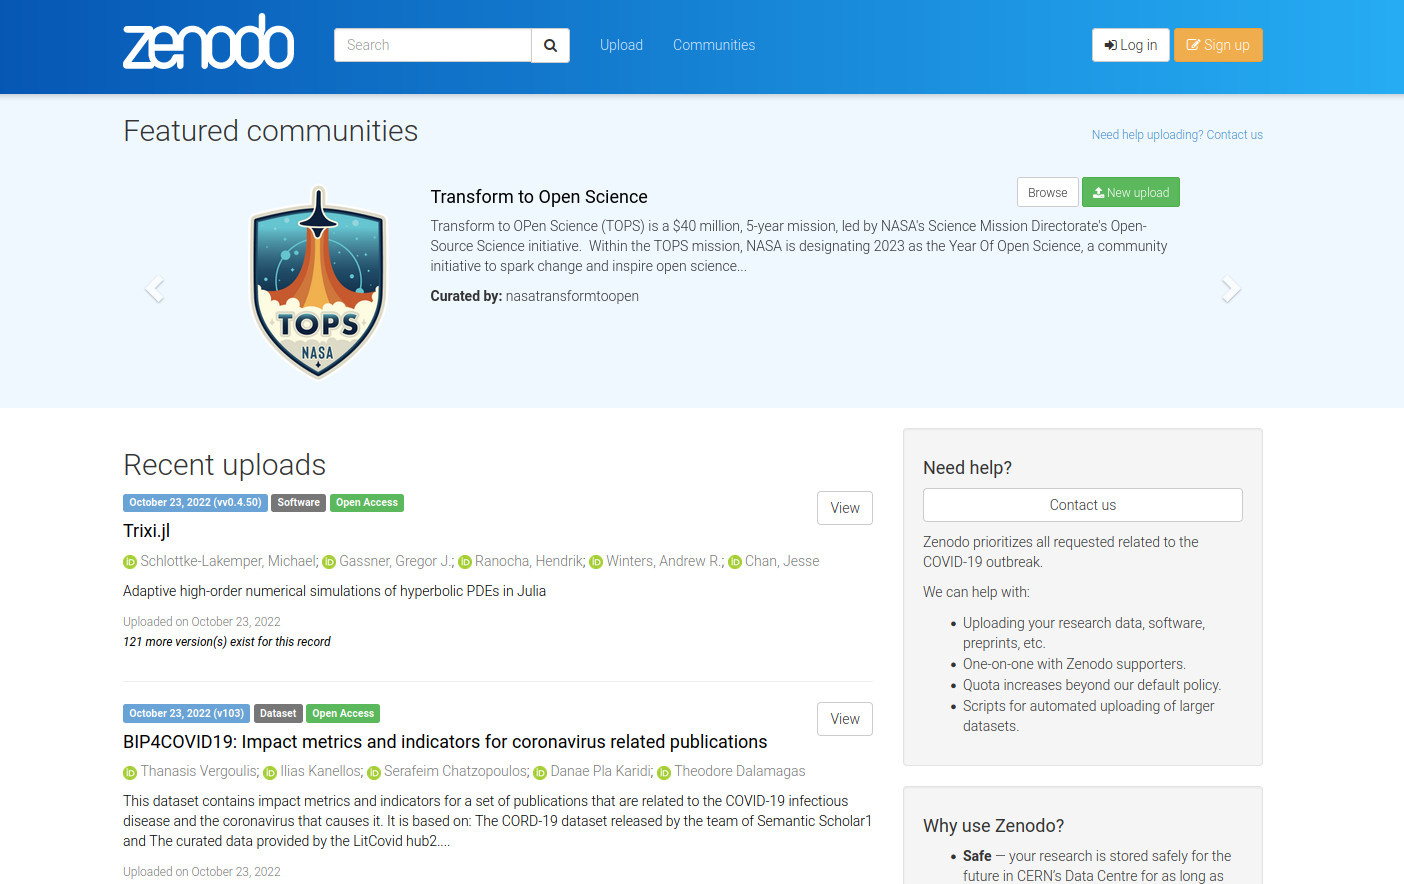 zenodo
Search
Upload
Communities
Log in
Sign up
Featured communities
Need help uploading? Contact us
Transform to Open Science
Browse
New upload
Transform to OPen Science (TOPS) is a $40 million, 5-year mission, led by NASA's Science Mission Directorate's Open-
Source Science initiative.  Within the TOPS mission, NASA is designating 2023 as the Year Of Open Science, a community
initiative to spark change and inspire open science...
Curated by: nasatransformtoopen
TOPS
NASA
Recent uploads
October 23, 2022 (vv0.4.50) Software Open Access
View
Trixi.jl
iD Schlottke-Lakemper, Michael; iD Gassner, Gregor J.; iD Ranocha, Hendrik; iD Winters, Andrew R.; iD Chan, Jesse
Adaptive high-order numerical simulations of hyperbolic PDEs in Julia
Uploaded on October 23, 2022
121 more version(s) exist for this record
October 23, 2022 (v103) Dataset Open Access
View
BIP4COVID19: Impact metrics and indicators for coronavirus related publications
iD Thanasis Vergoulis; iD Ilias Kanellos; iD Serafeim Chatzopoulos; iD Danae Pla Karidi; iD Theodore Dalamagas
This dataset contains impact metrics and indicators for a set of publications that are related to the COVID-19 infectious
disease and the coronavirus that causes it. It is based on: The CORD-19 dataset released by the team of Semantic Scholar1
and The curated data provided by the LitCovid hub2....
Uploaded on October 23, 2022
Need help?
Contact us
Zenodo prioritizes all requested related to the
COVID-19 outbreak.
We can help with:
• Uploading your research data, software,
preprints, etc.
• One-on-one with Zenodo supporters.
• Quota increases beyond our default policy.
• Scripts for automated uploading of larger
datasets.
Why use Zenodo?
• Safe — your research is stored safely for the
future in CERN's Data Centre for as long as